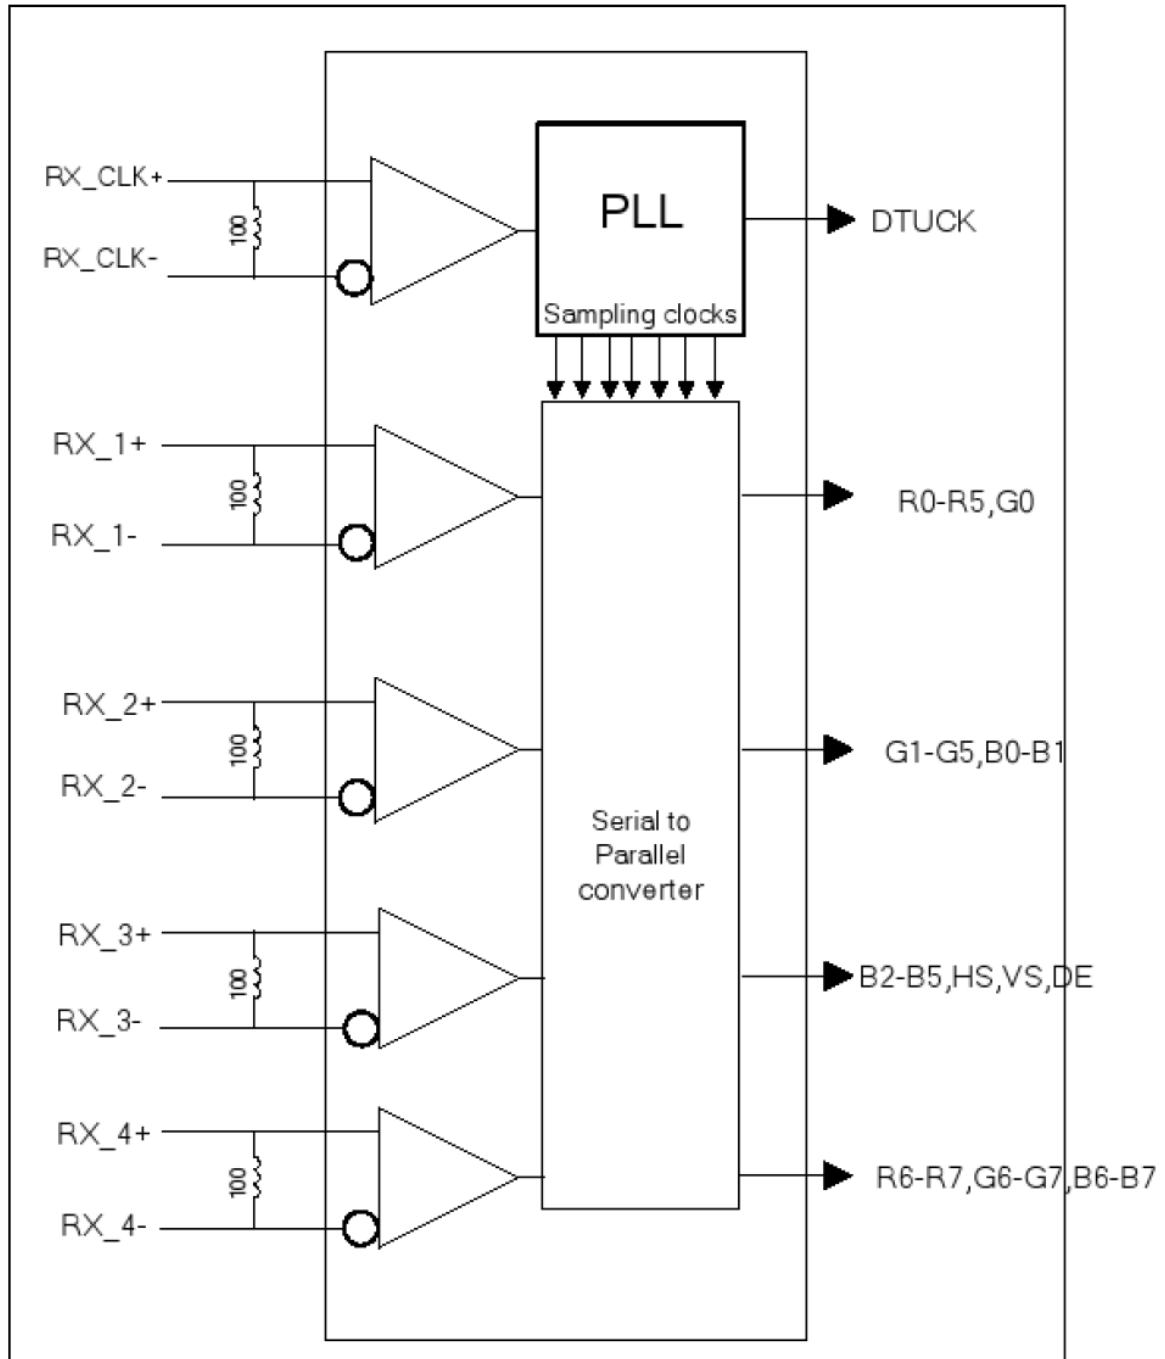 RX_CLK+
100
RX_CLK-
PLL
Sampling clocks
DTUCK
RX_1+
100
RX_1-
R0-R5,G0
RX_2+
100
RX_2-
G1-G5,B0-B1
Serial to
Parallel
converter
RX_3+
100
RX_3-
B2-B5,HS,VS,DE
RX_4+
100
RX_4-
R6-R7,G6-G7,B6-B7